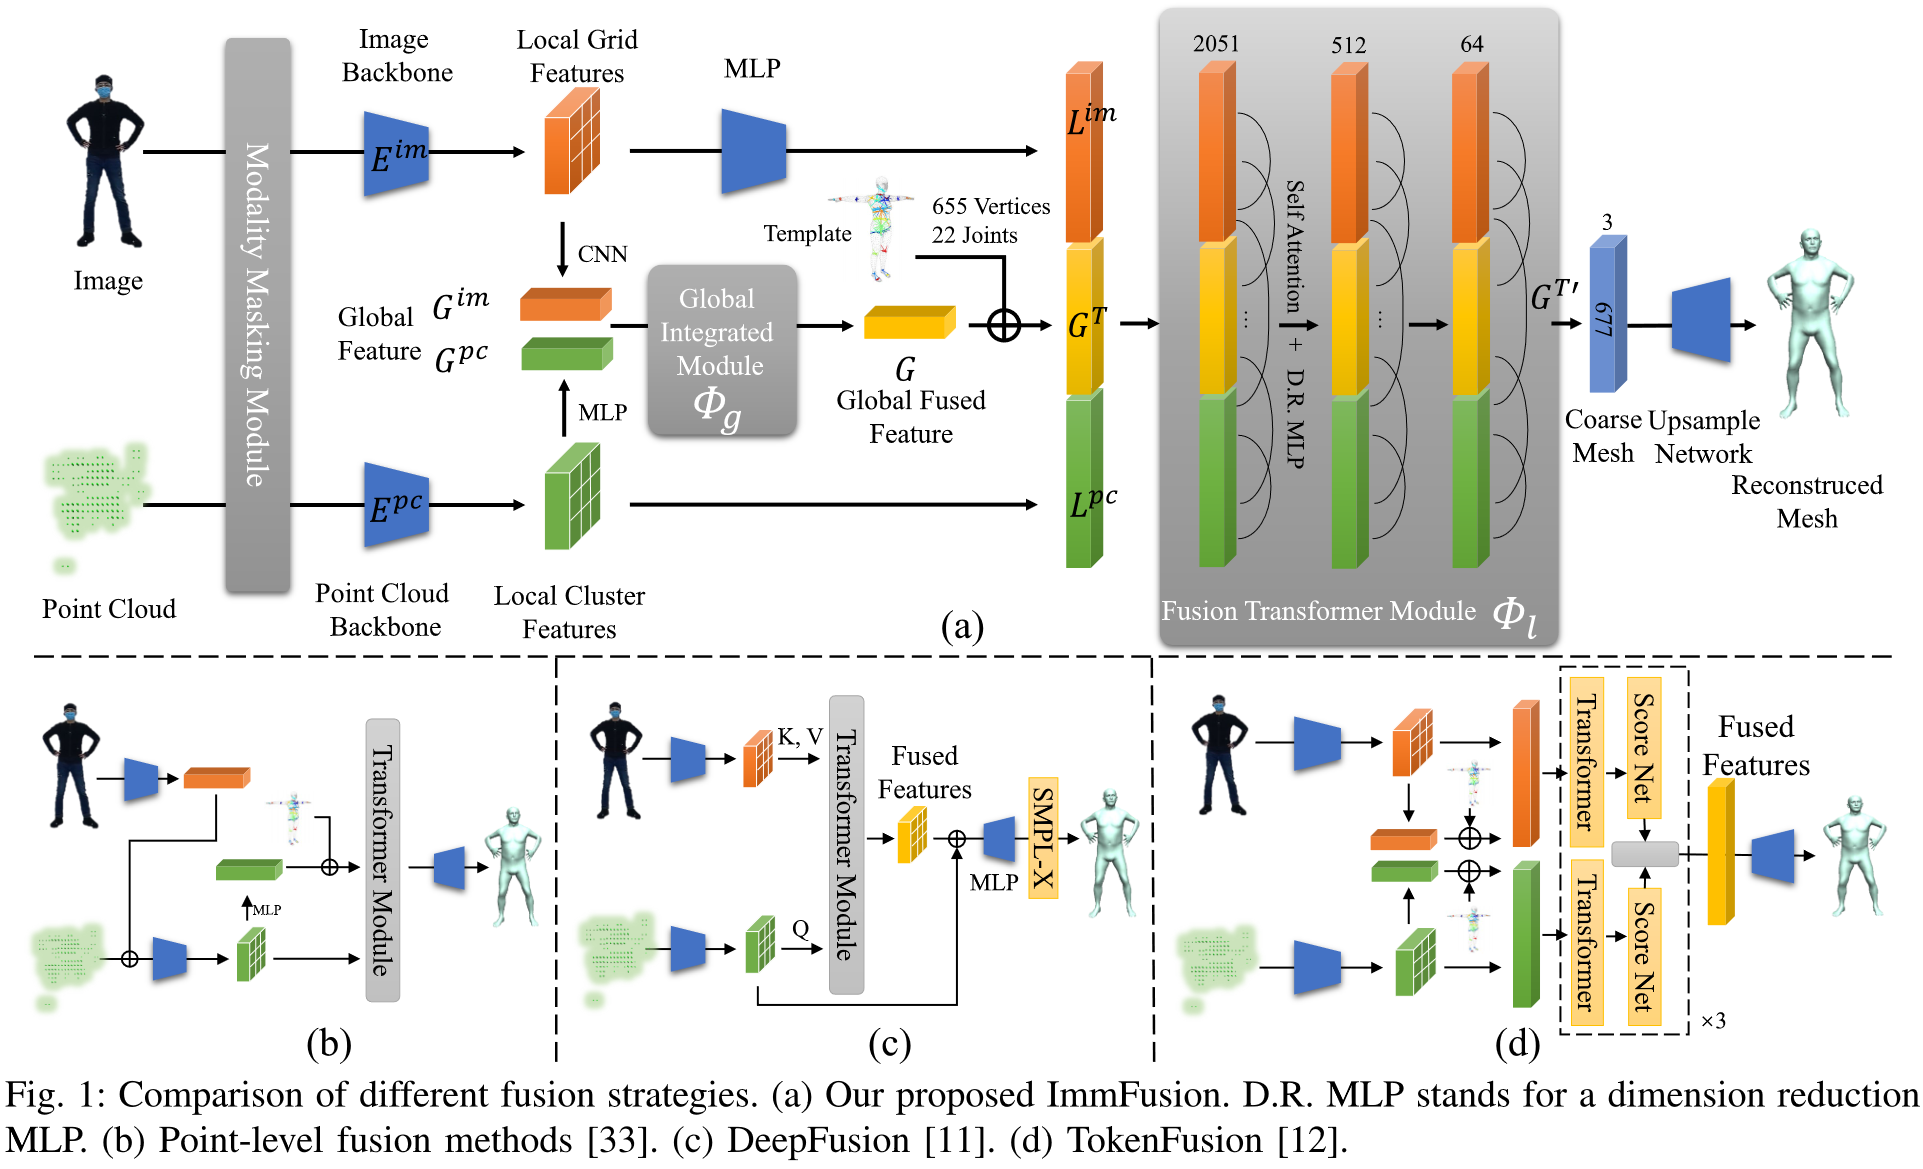 Image
Backbone
Local Grid
Features
MLP
2051
512
64
Modality Masking Module
E^{im}
L^{im}
Self Attention + D.R. MLP
655 Vertices
22 Joints
Template
3
Image
CNN
Global
Feature
G^{im}
G^{pc}
Global
Integrated
Module
Φ_g
G
Global Fused
Feature
G^T
...
...
G^{T'}
677
MLP
Coarse
Mesh
Upsample
Network
Reconstruced
Mesh
E^{pc}
L^{pc}
Point Cloud
Point Cloud
Backbone
Local Cluster
Features
(a)
Fusion Transformer Module Φ_l
Transformer Module
MLP
(b)
K, V
Transformer Module
Fused
Features
SMPL-X
MLP
Q
(c)
Transformer
Score Net
Fused
Features
Transformer
Score Net
×3
(d)
Fig. 1: Comparison of different fusion strategies. (a) Our proposed ImmFusion. D.R. MLP stands for a dimension reduction
MLP. (b) Point-level fusion methods [33]. (c) DeepFusion [11]. (d) TokenFusion [12].